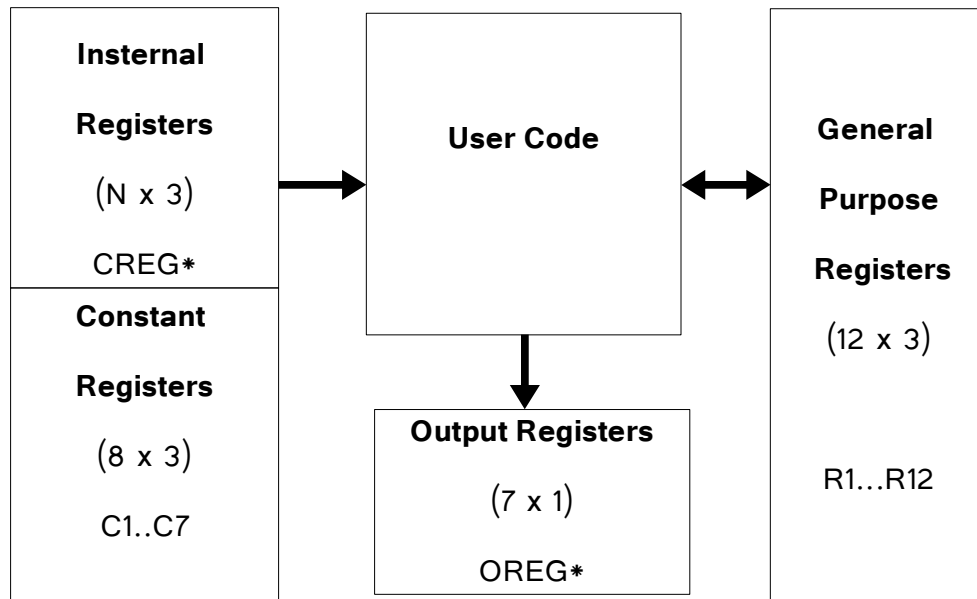 Insternal
Registers
(N x 3)
CREG*
Constant
Registers
(8 x 3)
C1..C7
User Code
Output Registers
(7 x 1)
OREG*
General
Purpose
Registers
(12 x 3)
R1...R12